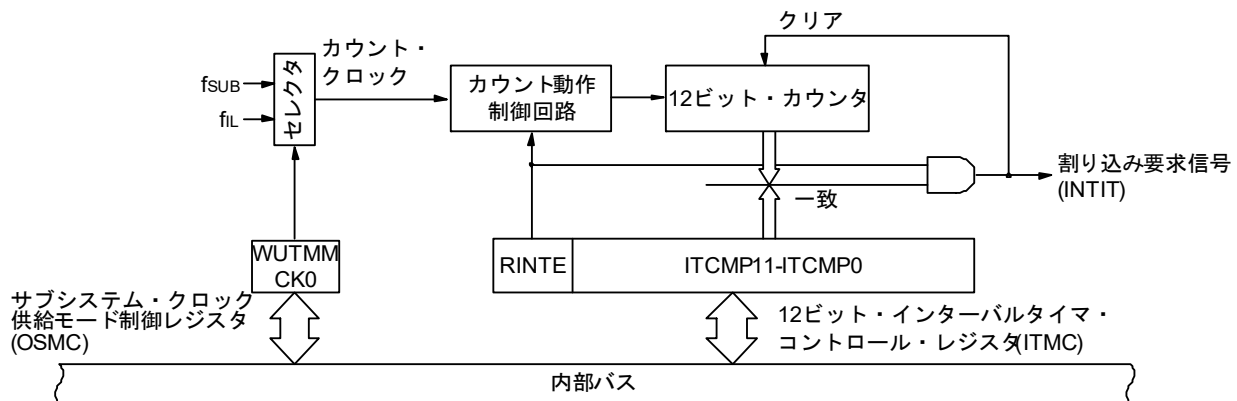 クリア
カウント・
クロック
fSUB
fIL
セレクタ
カウント動作
制御回路
12ビット・カウンタ
割り込み要求信号
(INTIT)
一致
WUTMM
CK0
RINTE
ITCMP11-ITCMP0
サブシステム・クロック
供給モード制御レジスタ
(OSMC)
12ビット・インターバルタイマ・
コントロール・レジスタ(ITMC)
内部バス